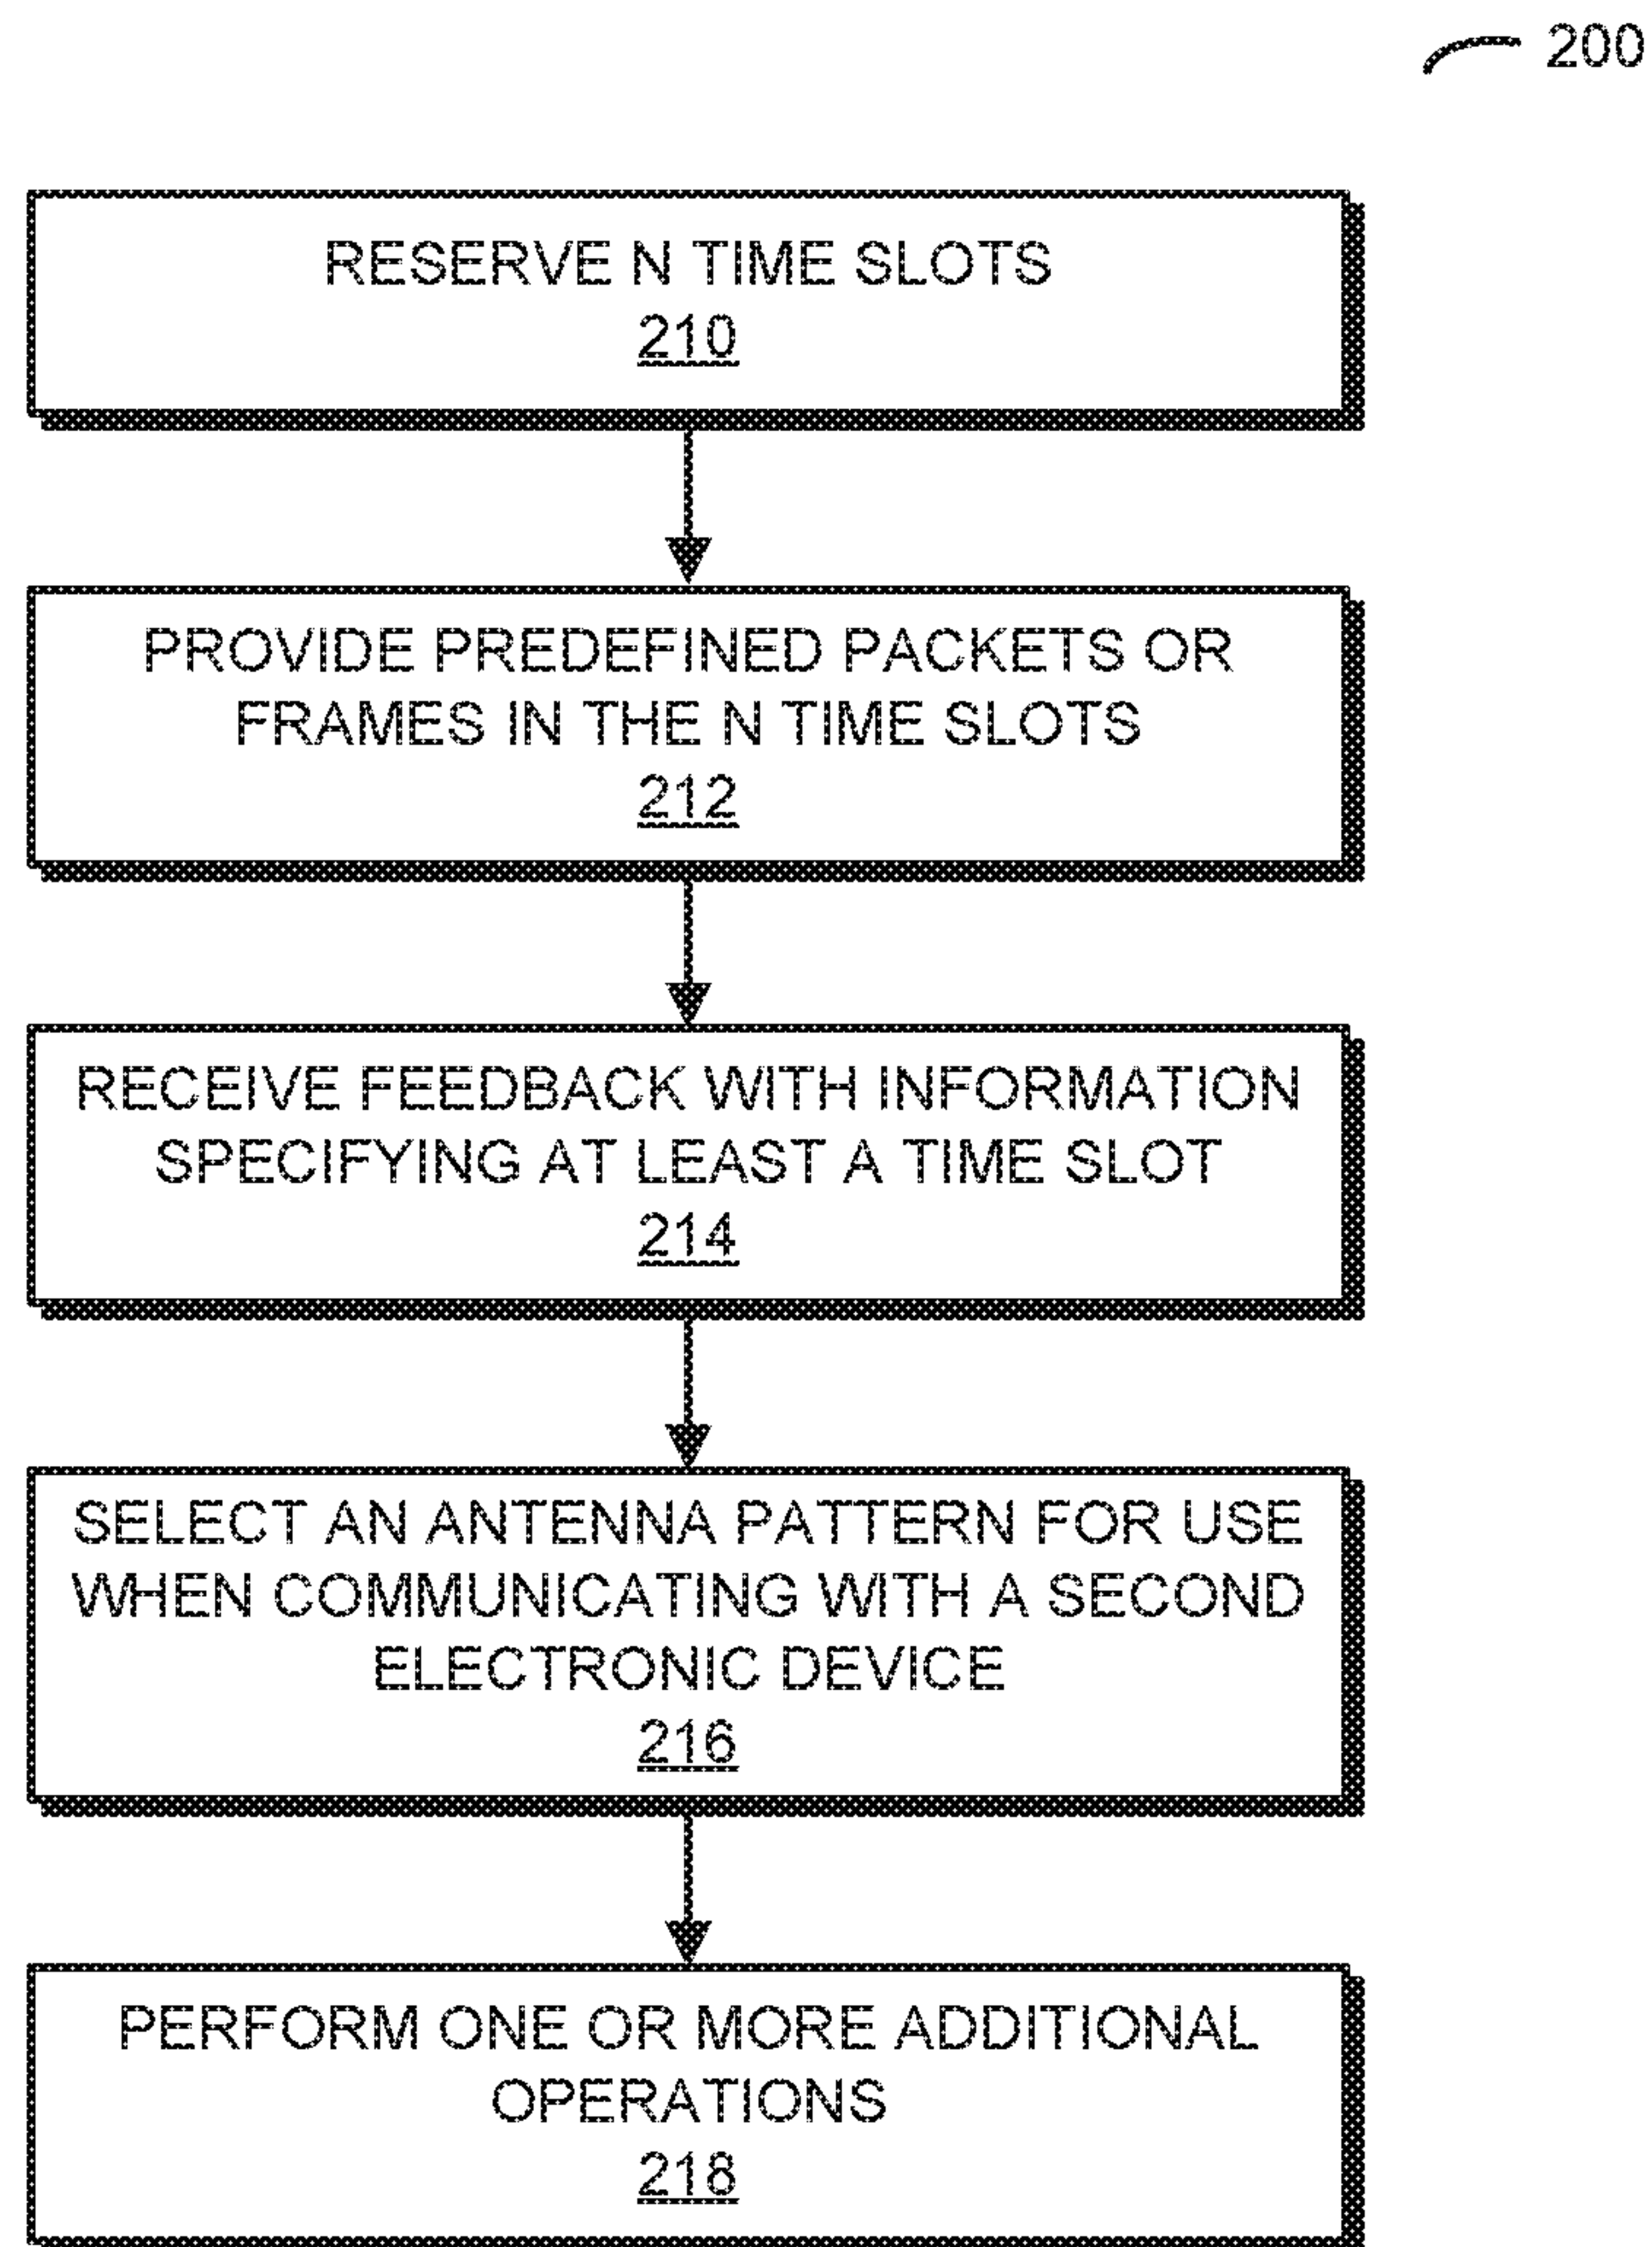 200
RESERVE N TIME SLOTS
210
PROVIDE PREDEFINED PACKETS OR
FRAMES IN THE N TIME SLOTS
212
RECEIVE FEEDBACK WITH INFORMATION
SPECIFYING AT LEAST A TIME SLOT
214
SELECT AN ANTENNA PATTERN FOR USE
WHEN COMMUNICATING WITH A SECOND
ELECTRONIC DEVICE
216
PERFORM ONE OR MORE ADDITIONAL
OPERATIONS
218